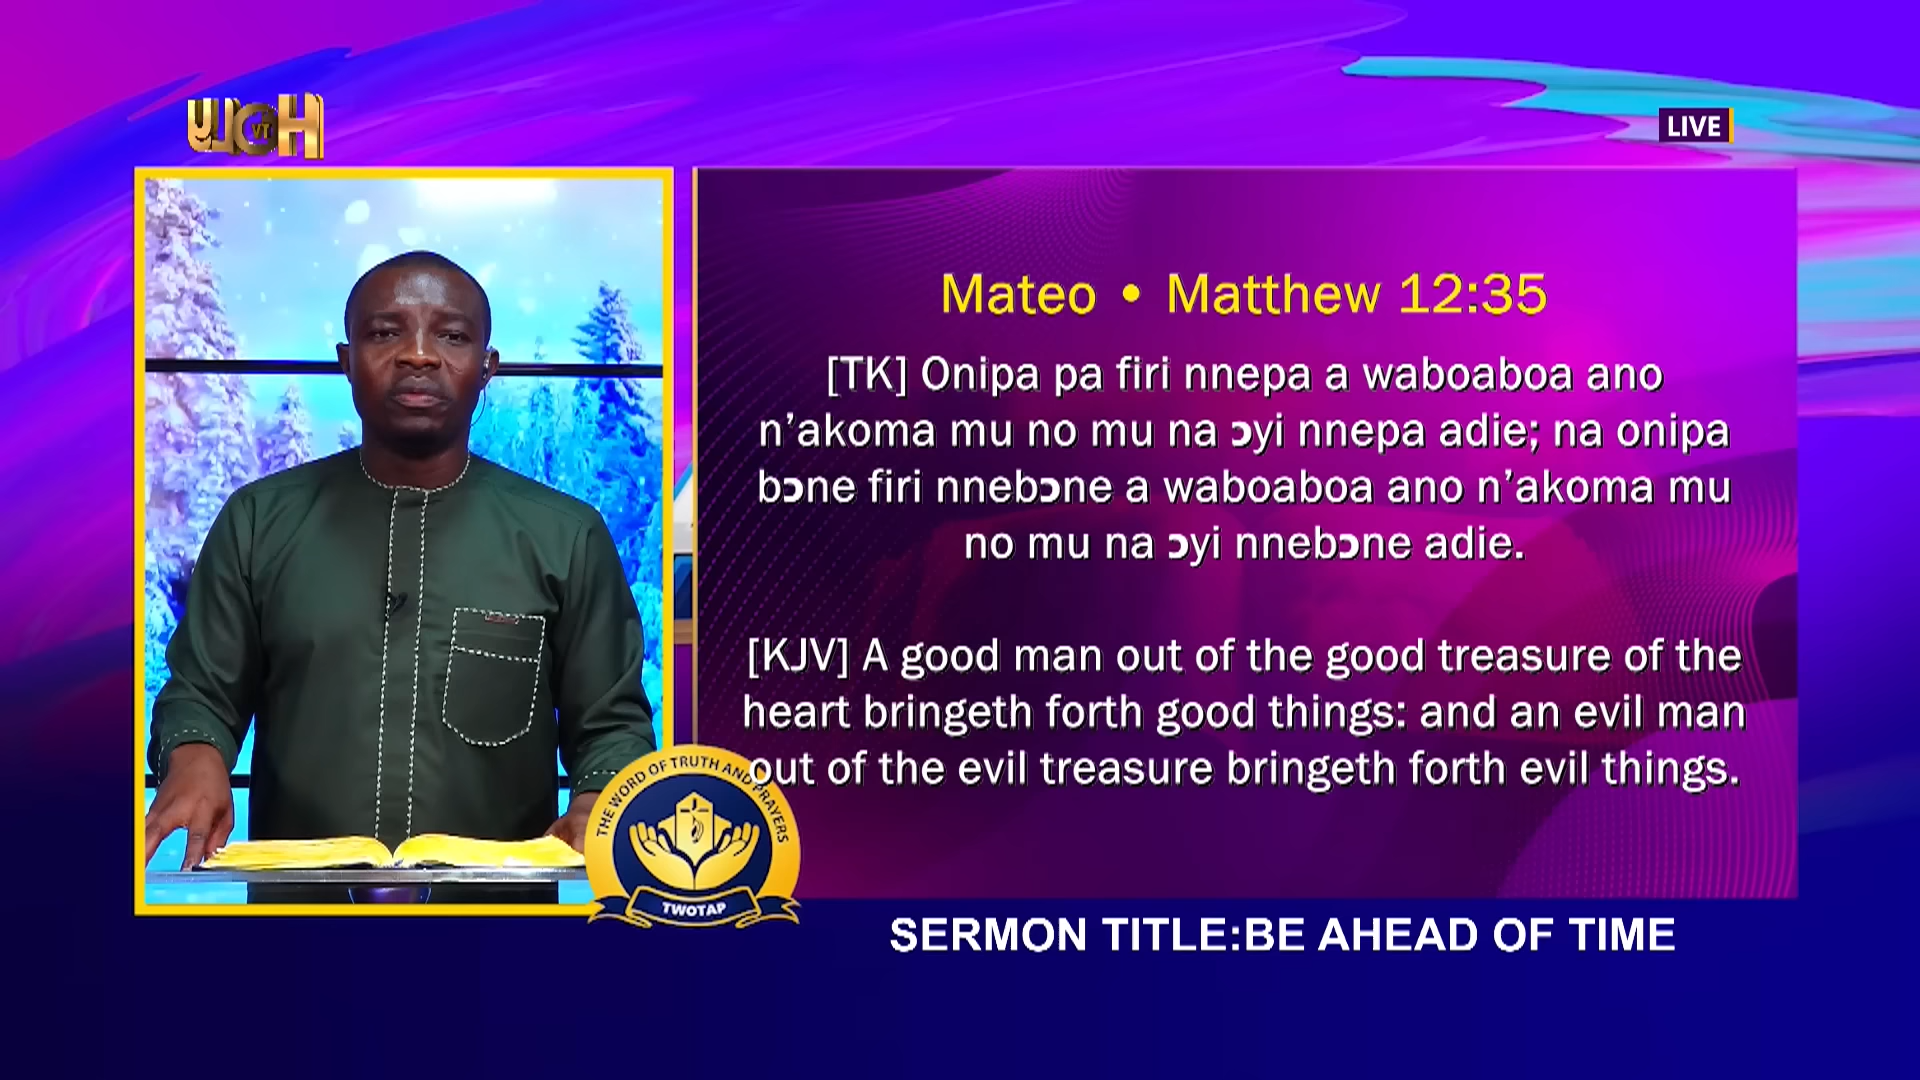 LIVE
Mateo • Matthew 12:35
[TK] Onipa pa firi nnepa a waboaboa ano
n’akoma mu no mu na ɔyi nnepa adie; na onipa
bɔne firi nnebɔne a waboaboa ano n’akoma mu
no mu na ɔyi nnebɔne adie.
[KJV] A good man out of the good treasure of the
heart bringeth forth good things: and an evil man
out of the evil treasure bringeth forth evil things.
THE WORD OF TRUTH AND PRAYERS
TWOTAP
SERMON TITLE:BE AHEAD OF TIME